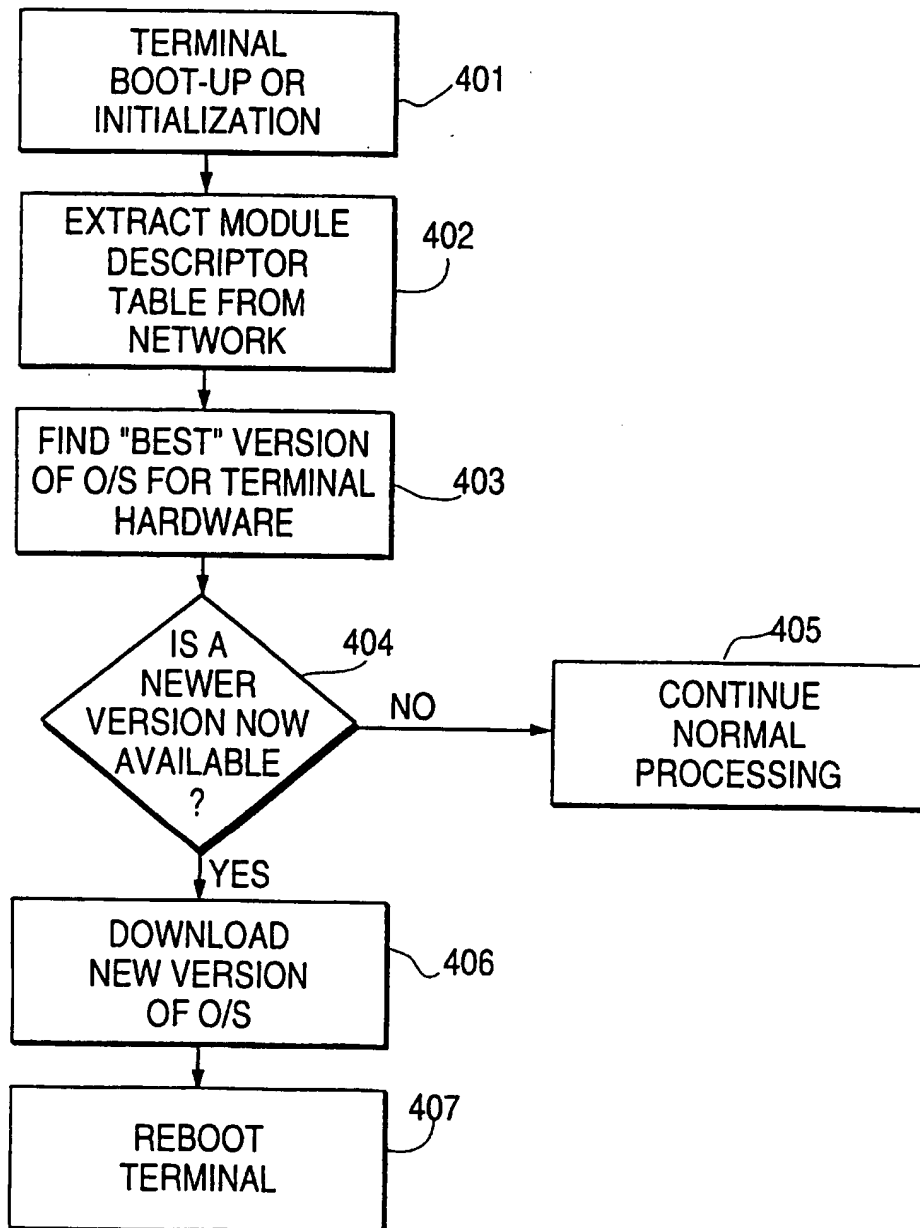 TERMINAL
BOOT-UP OR
INITIALIZATION
401
EXTRACT MODULE
DESCRIPTOR
TABLE FROM
NETWORK
402
FIND "BEST" VERSION
OF O/S FOR TERMINAL
HARDWARE
403
IS A
NEWER
VERSION NOW
AVAILABLE
?
404
NO
405
CONTINUE
NORMAL
PROCESSING
YES
DOWNLOAD
NEW VERSION
OF O/S
406
REBOOT
TERMINAL
407